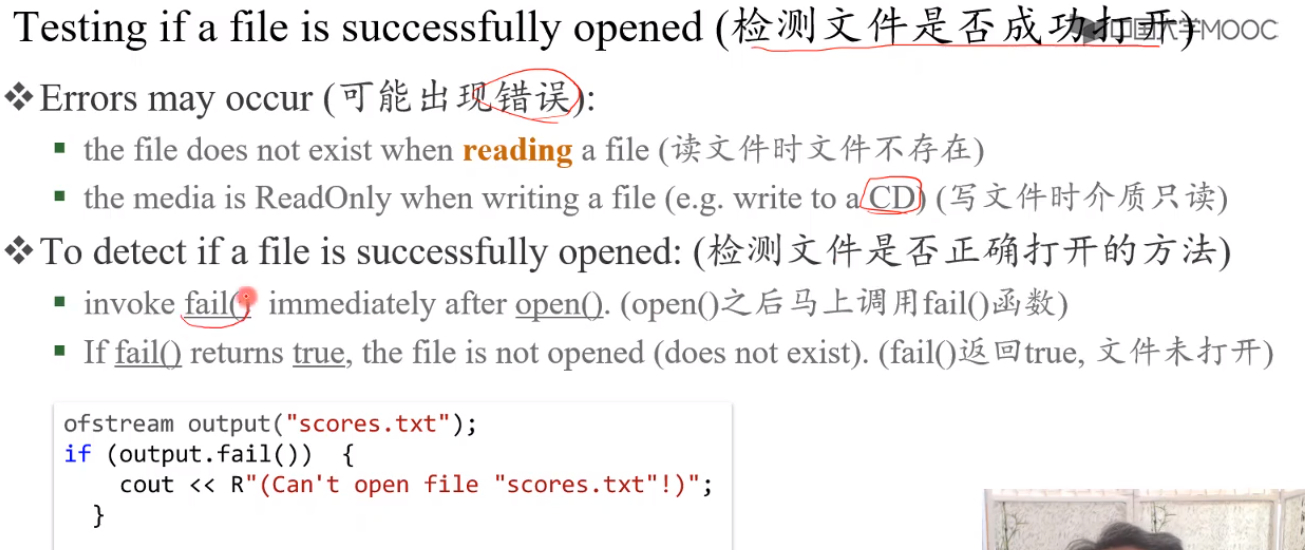 Testing if a file is successfully opened (检测文件是否成功打开)
中国大学MOOC
❖Errors may occur (可能出现错误):
▪ the file does not exist when reading a file (读文件时文件不存在)
▪ the media is ReadOnly when writing a file (e.g. write to a CD) (写文件时介质只读)
❖To detect if a file is successfully opened: (检测文件是否正确打开的方法)
▪ invoke fail() immediately after open(). (open()之后马上调用fail()函数)
▪ If fail() returns true, the file is not opened (does not exist). (fail()返回true, 文件未打开)
ofstream output("scores.txt");
if (output.fail())  {
    cout << R"(Can't open file "scores.txt"!)";
  }